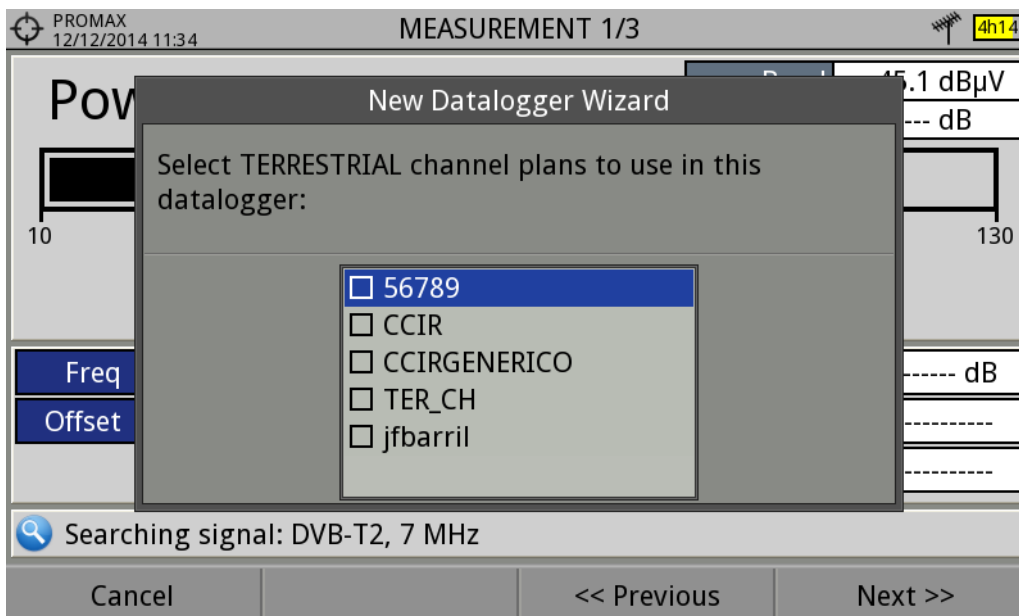 PROMAX
12/12/2014 11:34
MEASUREMENT 1/3
4h14
Pow
.1 dBµV
--- dB
New Datalogger Wizard
Select TERRESTRIAL channel plans to use in this
datalogger:
10
130
56789
CCIR
CCIRGENERICO
TER_CH
jfbarril
Freq
------ dB
Offset
----------
----------
Searching signal: DVB-T2, 7 MHz
Cancel
<< Previous
Next >>